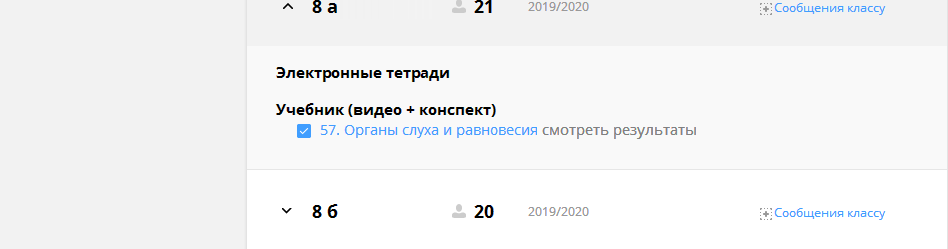 8 а 21 2019/2020 Сообщения классу
Электронные тетради
Учебник (видео + конспект)
57. Органы слуха и равновесия смотреть результаты
8 б 20 2019/2020 Сообщения классу